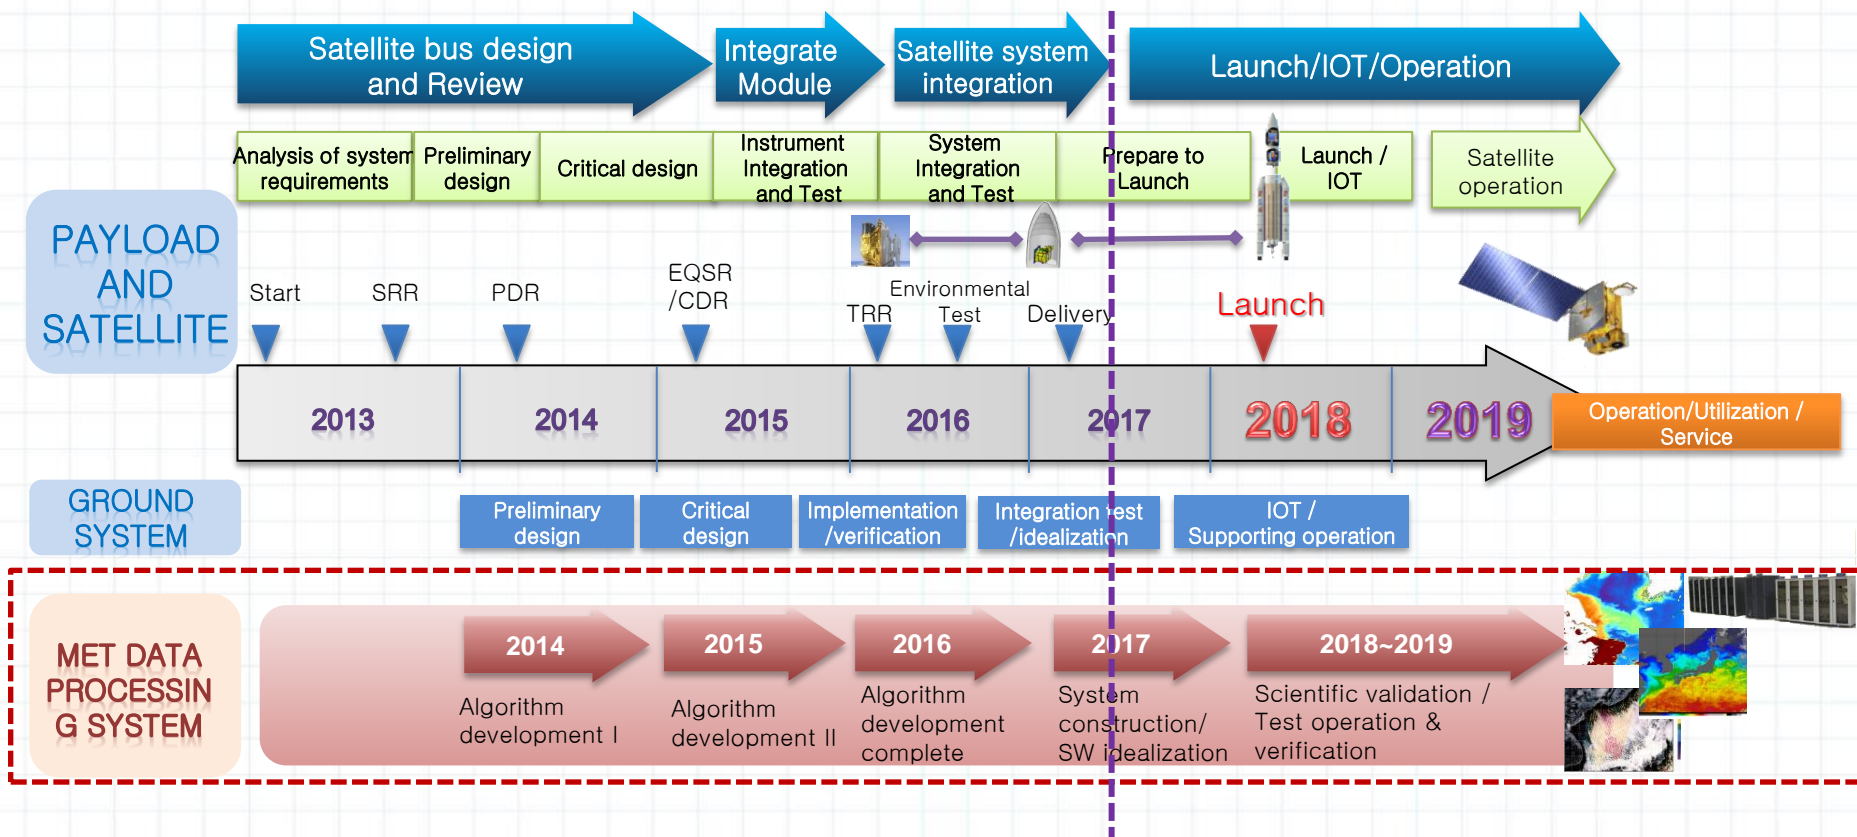 Satellite bus design
and Review
Integrate
Module
Satellite system
integration
Launch/IOT/Operation
Analysis of system
requirements
Preliminary
design
Critical design
Instrument
Integration
and Test
System
Integration
and Test
Prepare to
Launch
Launch /
IOT
Satellite
operation
PAYLOAD
AND
SATELLITE
Start
SRR
PDR
EQSR
/CDR
TRR
Environmental
Test
Delivery
Launch
2013
2014
2015
2016
2017
2018
2019
Operation/Utilization /
Service
GROUND
SYSTEM
Preliminary
design
Critical
design
Implementation
/verification
Integration test
/idealization
IOT /
Supporting operation
MET DATA
PROCESSIN
G SYSTEM
2014
2015
2016
2017
2018~2019
Algorithm
development I
Algorithm
development II
Algorithm
development
complete
System
construction/
SW idealization
Scientific validation /
Test operation &
verification